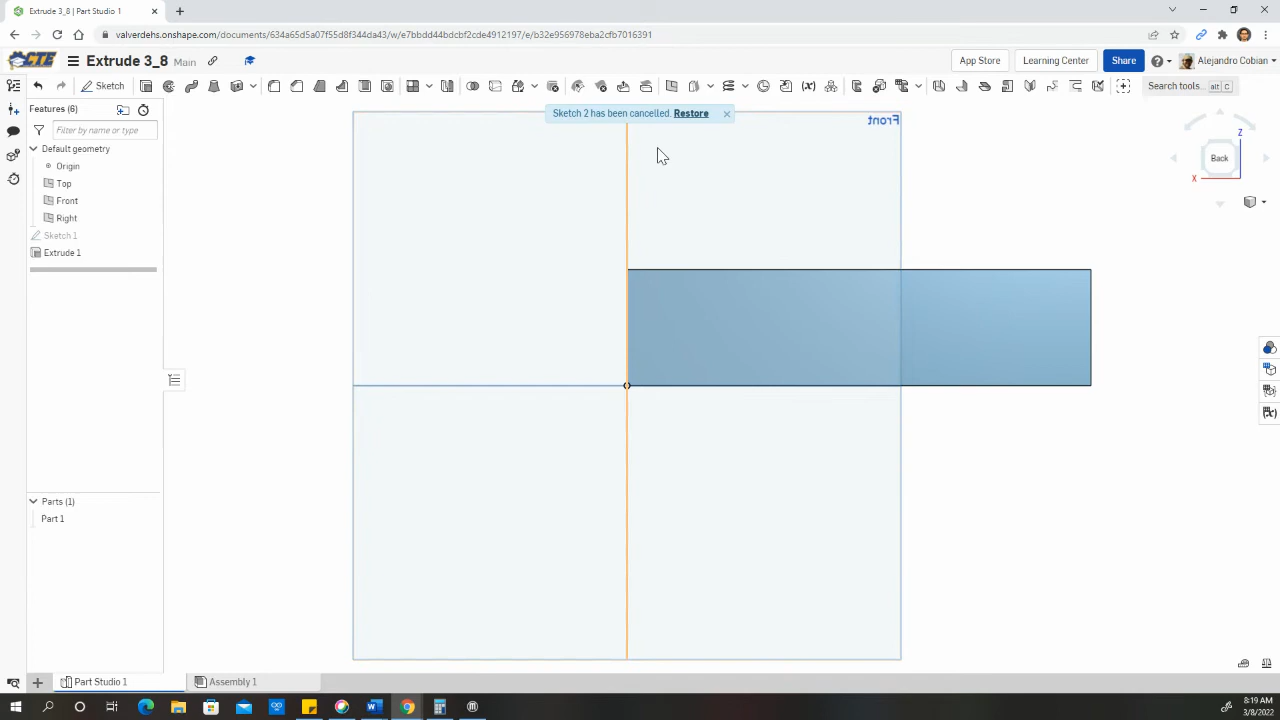 Extrude 3_8 | Part Studio 1
valverdehs.onshape.com/documents/634a65d5a07f55d8f344da43/w/e7bbdd44bdcbf2cde4912197/e/b32e956978eba2cfb7016391
CTE Extrude 3_8 Main App Store Learning Center Share Alejandro Cobian
Sketch Search tools... alt C
Features (6)
Sketch 2 has been cancelled. Restore
Front
Filter by name or type
Z
Default geometry
Back
Origin
X
Top
Front
Right
Sketch 1
Extrude 1
Parts (1)
Part 1
Part Studio 1 Assembly 1
8:19 AM
3/8/2022